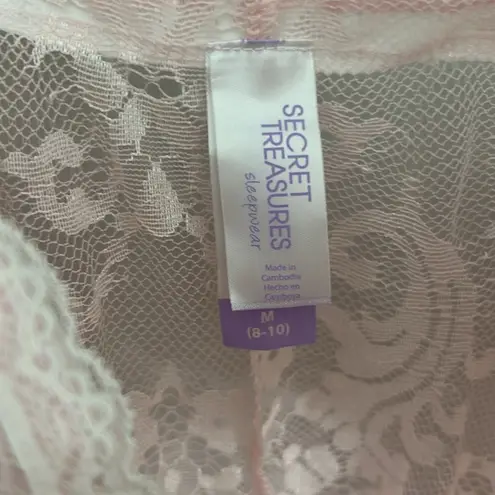 SECRET
TREASURES
sleepwear
Made in
Cambodia
Hecho en
Camboya
M
(8-10)